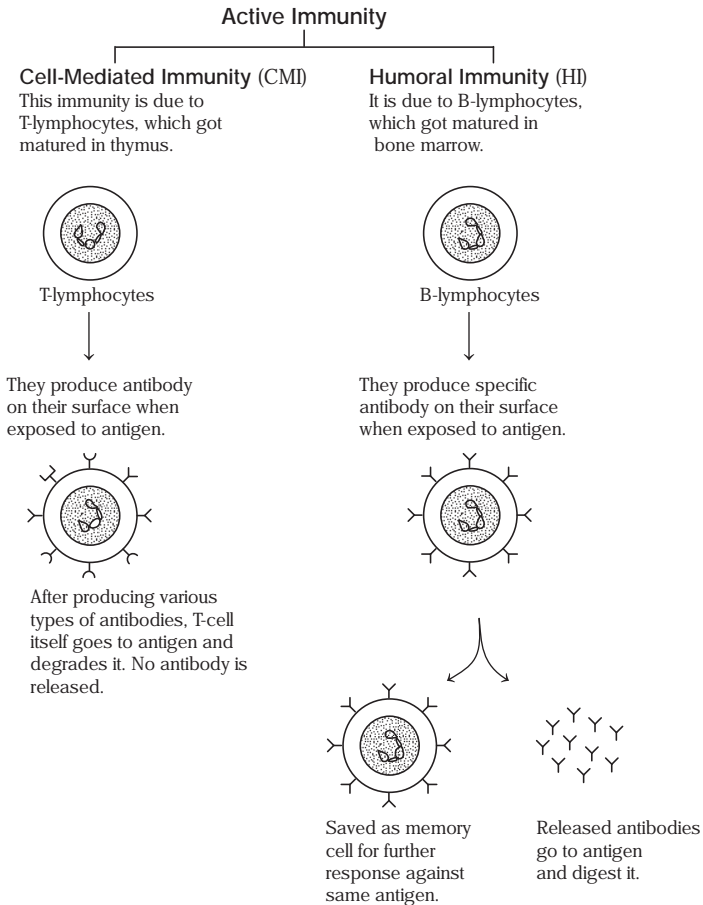 Active Immunity
Cell-Mediated Immunity (CMI)
This immunity is due to
T-lymphocytes, which got
matured in thymus.
Humoral Immunity (HI)
It is due to B-lymphocytes,
which got matured in
bone marrow.
T-lymphocytes
B-lymphocytes
They produce antibody
on their surface when
exposed to antigen.
They produce specific
antibody on their surface
when exposed to antigen.
After producing various
types of antibodies, T-cell
itself goes to antigen and
degrades it. No antibody is
released.
Saved as memory
cell for further
response against
same antigen.
Released antibodies
go to antigen
and digest it.